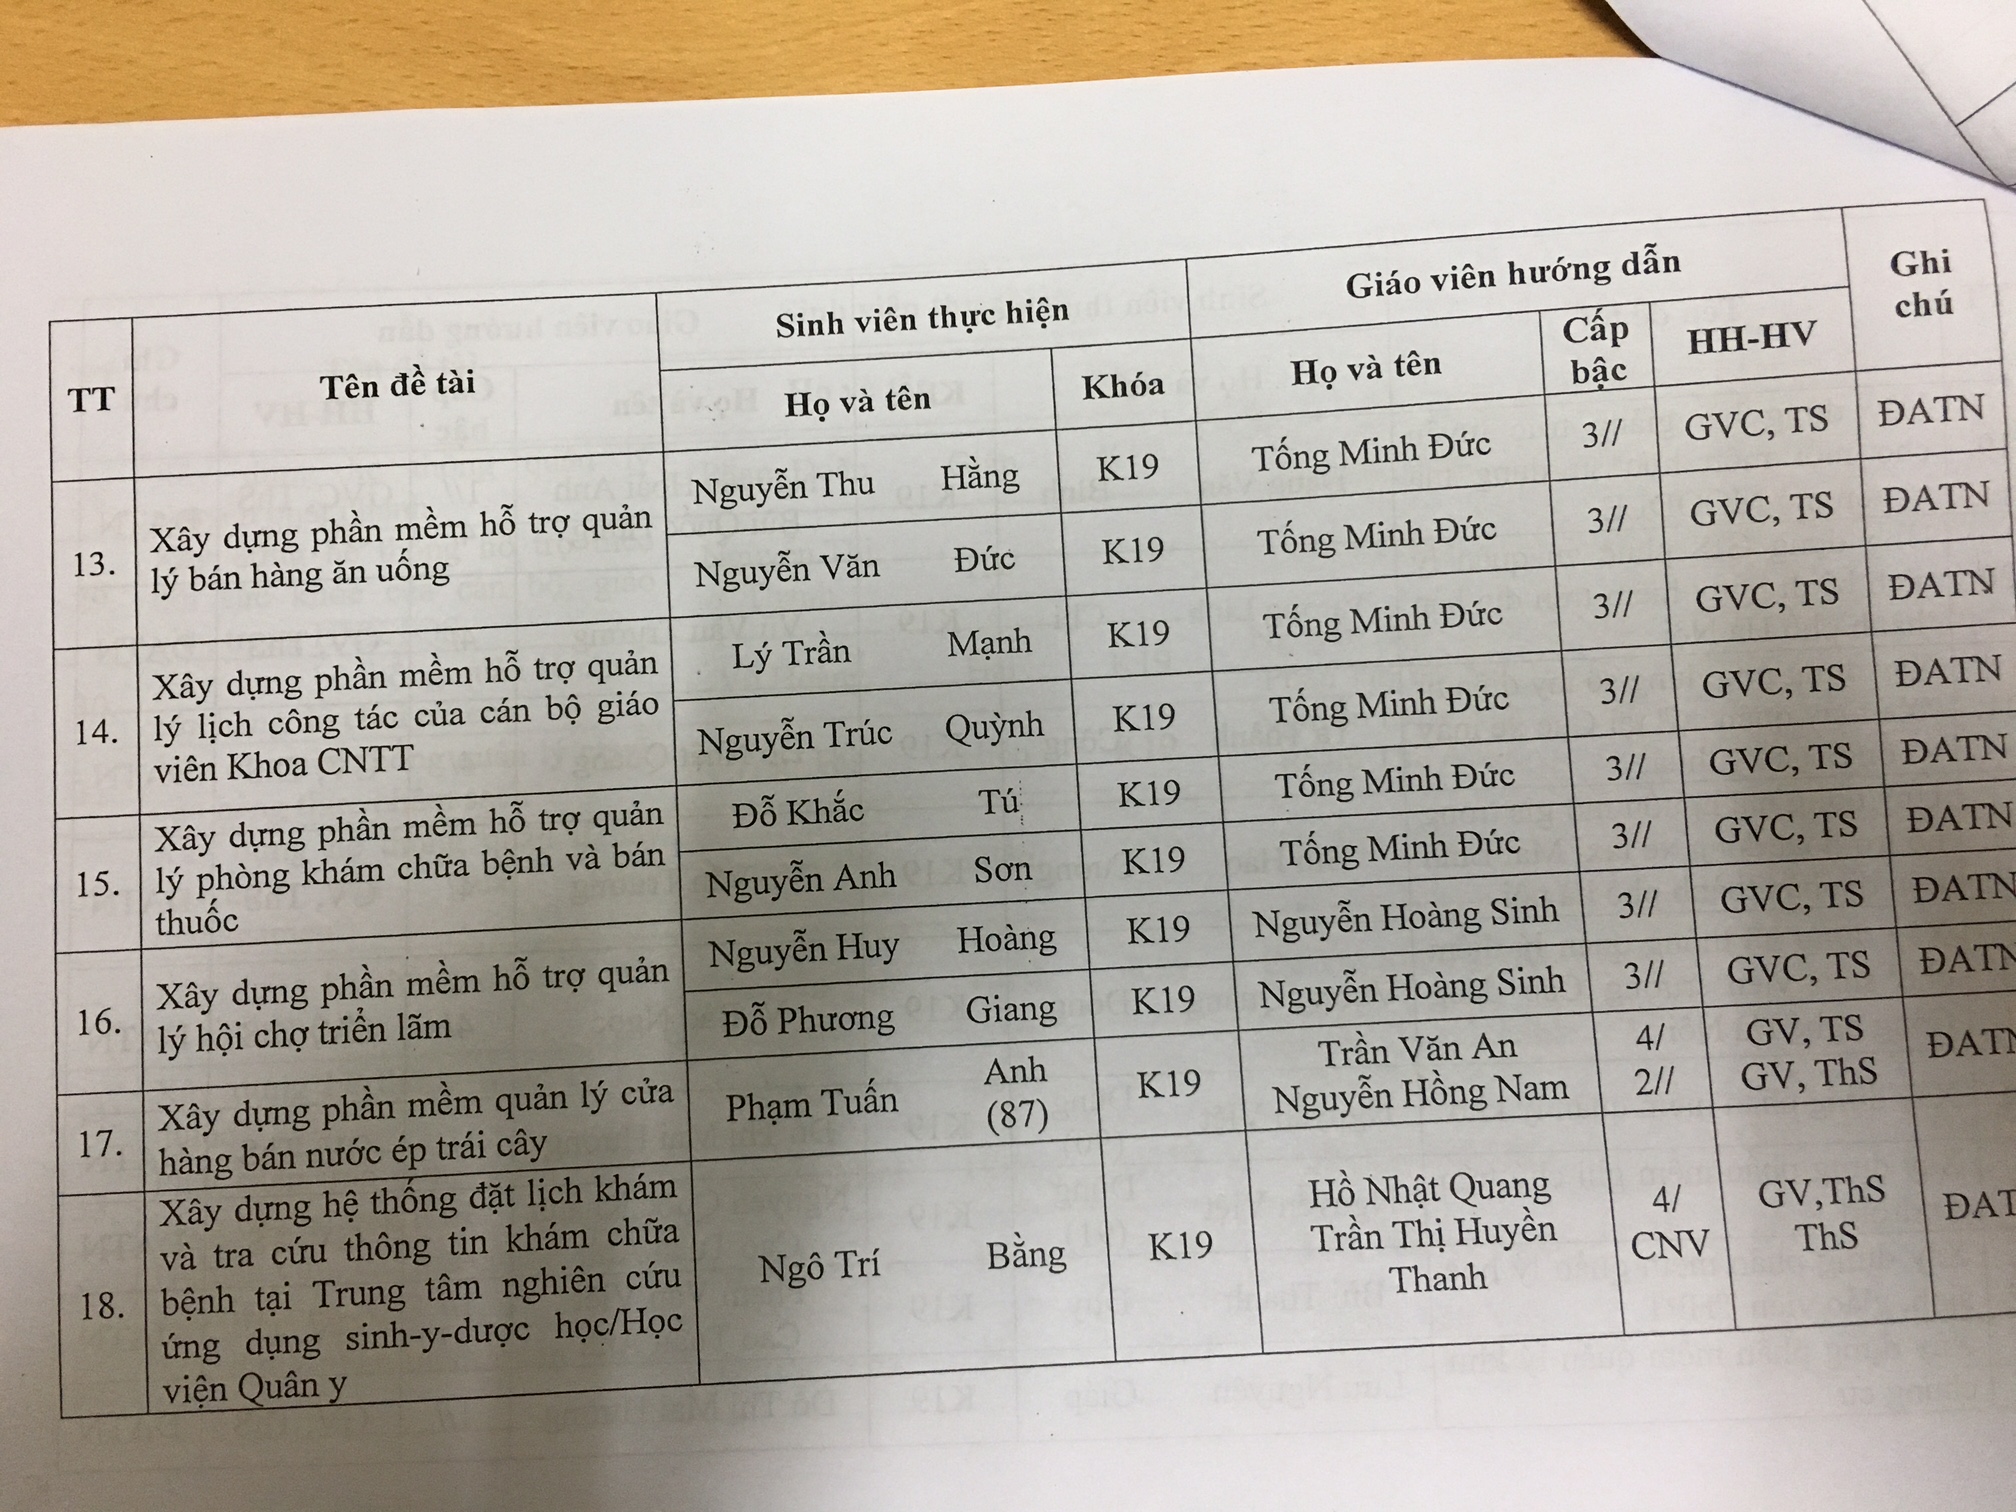 TT Tên đề tài Sinh viên thực hiện Giáo viên hướng dẫn Ghi
chú
Họ và tên Khóa Họ và tên Cấp
bậc HH-HV
13. Xây dựng phần mềm hỗ trợ quản
lý bán hàng ăn uống
Nguyễn Thu Hằng K19 Tống Minh Đức 3// GVC, TS ĐATN
Nguyễn Văn Đức K19 Tống Minh Đức 3// GVC, TS ĐATN
14. Xây dựng phần mềm hỗ trợ quản
lý lịch công tác của cán bộ giáo
viên Khoa CNTT
Lý Trần Mạnh K19 Tống Minh Đức 3// GVC, TS ĐATN
Nguyễn Trúc Quỳnh K19 Tống Minh Đức 3// GVC, TS ĐATN
15. Xây dựng phần mềm hỗ trợ quản
lý phòng khám chữa bệnh và bán
thuốc
Đỗ Khắc Tú K19 Tống Minh Đức 3// GVC, TS ĐATN
Nguyễn Anh Sơn K19 Tống Minh Đức 3// GVC, TS ĐATN
16. Xây dựng phần mềm hỗ trợ quản
lý hội chợ triển lãm
Nguyễn Huy Hoàng K19 Nguyễn Hoàng Sinh 3// GVC, TS ĐATN
Đỗ Phương Giang K19 Nguyễn Hoàng Sinh 3// GVC, TS ĐATN
17. Xây dựng phần mềm quản lý cửa
hàng bán nước ép trái cây
Phạm Tuấn Anh
(87) K19 Trần Văn An 4/ GV, TS ĐATN
Nguyễn Hồng Nam 2// GV, ThS
18. Xây dựng hệ thống đặt lịch khám
và tra cứu thông tin khám chữa
bệnh tại Trung tâm nghiên cứu
ứng dụng sinh-y-dược học/Học
viện Quân y
Ngô Trí Bằng K19 Hồ Nhật Quang 4/ GV,ThS ĐAT
Trần Thị Huyền CNV ThS
Thanh